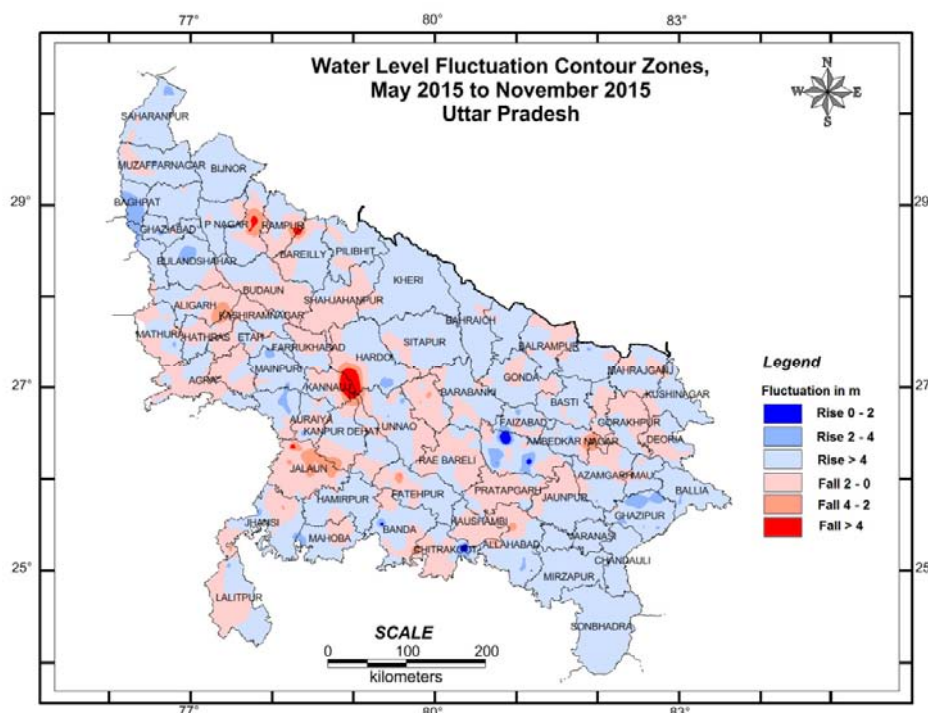 77°
80°
83°
Water Level Fluctuation Contour Zones,
May 2015 to November 2015
Uttar Pradesh
N
W E
S
SAHARANPUR
MUZAFFARNAGAR
BIJNOR
29°
BAGHPAT
29°
GHAZIABAD
P NAGAR
RAMPUR
BULANDSHAHAR
BAREILLY
PILIBHIT
KHERI
BUDAUN
SHAHJAHANPUR
ALIGARH
KASHIRAMNAGAR
BAHRAICH
MATHURA
HATHRAS
ETAH
FARRUKHABAD
HARDOI
SITAPUR
BALRAMPUR
MAHRAJGANJ
AGRA
MAINPURI
KANNAUJ
GONDA
27°
27°
BARABANKI
BASTI
KUSHINAGAR
AURAIYA
KANPUR DEHAT
UNNAO
FAIZABAD
GORAKHPUR
AMBEDKAR NAGAR
DEORIA
JALAUN
RAE BARELI
AZAMGARH
MAU
HAMIRPUR
FATEHPUR
PRATAPGARH
JAUNPUR
BALLIA
JHANSI
MAHOBA
BANDA
KAUSHAMBI
GHAZIPUR
CHITRAKOOT
ALLAHABAD
VARANASI
25°
25°
MIRZAPUR
CHANDAULI
LALITPUR
SONBHADRA
Legend
Fluctuation in m
Rise 0 - 2
Rise 2 - 4
Rise > 4
Fall 2 - 0
Fall 4 - 2
Fall > 4
SCALE
0 100 200
kilometers
77°
80°
83°